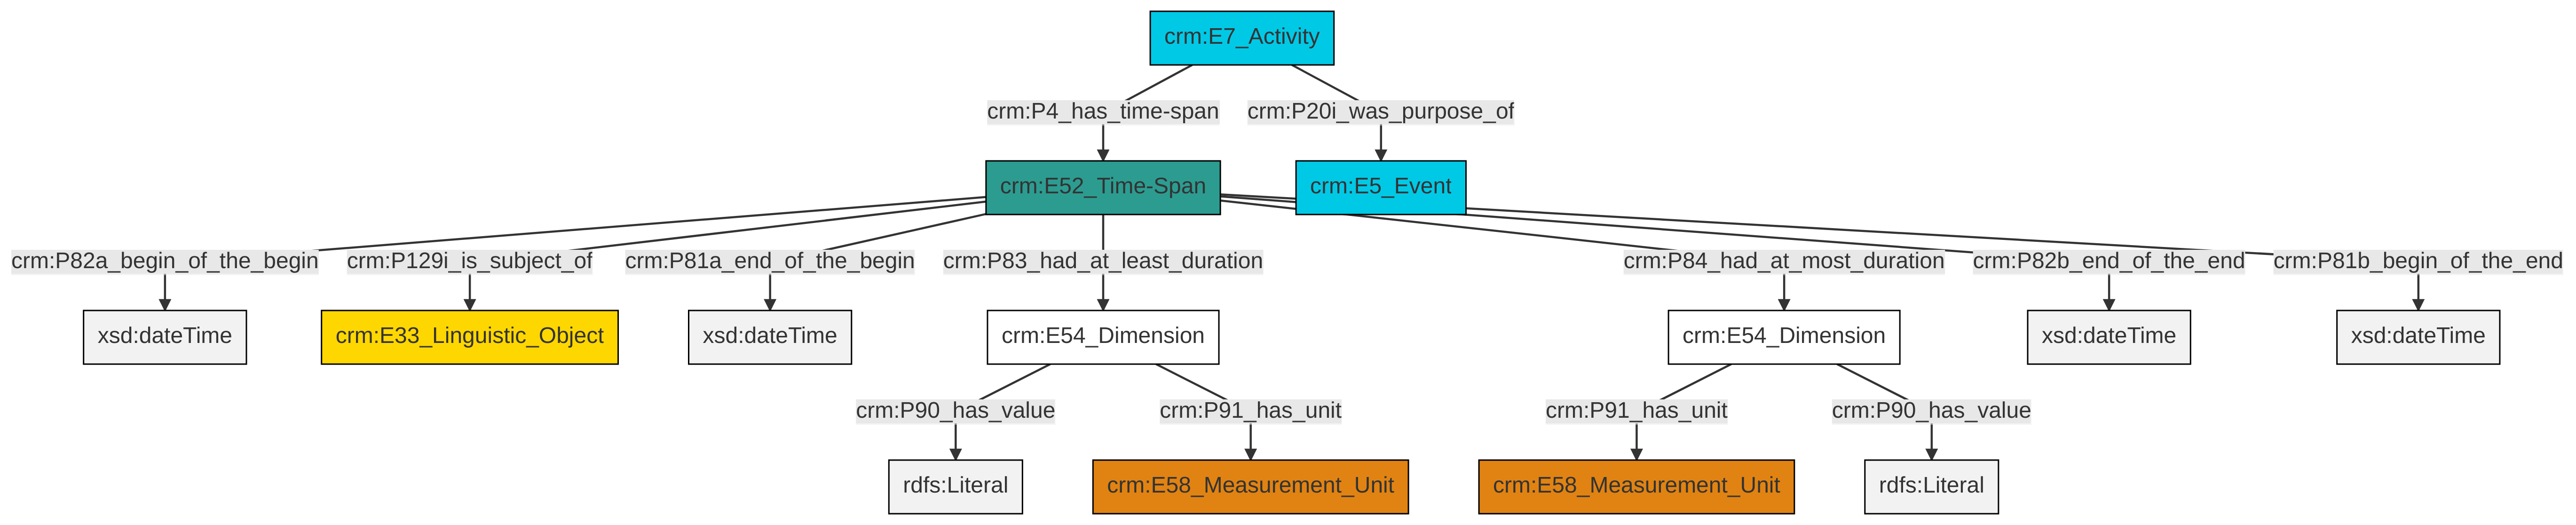 crm:E7_Activity
crm:P4_has_time-span
crm:P20i_was_purpose_of
crm:E52_Time-Span
crm:E5_Event
crm:P82a_begin_of_the_begin
crm:P129i_is_subject_of
crm:P81a_end_of_the_begin
crm:P83_had_at_least_duration
crm:P84_had_at_most_duration
crm:P82b_end_of_the_end
crm:P81b_begin_of_the_end
xsd:dateTime
crm:E33_Linguistic_Object
xsd:dateTime
crm:E54_Dimension
crm:E54_Dimension
xsd:dateTime
xsd:dateTime
crm:P90_has_value
crm:P91_has_unit
crm:P91_has_unit
crm:P90_has_value
rdfs:Literal
crm:E58_Measurement_Unit
crm:E58_Measurement_Unit
rdfs:Literal